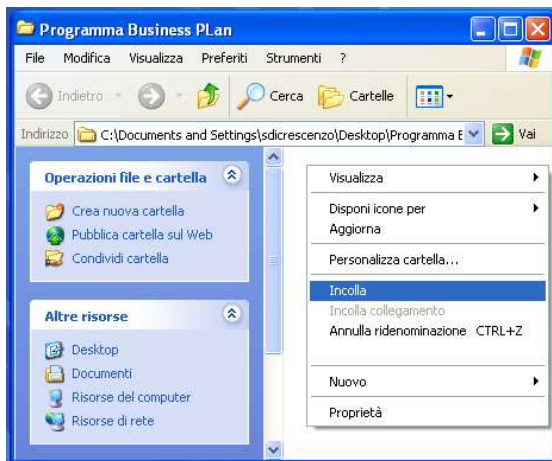 Programma Business PLan
File Modifica Visualizza Preferiti Strumenti ?
Indietro Cerca Cartelle
Indirizzo C:\Documents and Settings\sdicrescenzo\Desktop\Programma E Vai
Operazioni file e cartella
Crea nuova cartella
Pubblica cartella sul Web
Condividi cartella
Altre risorse
Desktop
Documenti
Risorse del computer
Risorse di rete
Visualizza
Disponi icone per
Aggiorna
Personalizza cartella...
Incolla
Incolla collegamento
Annulla ridenominazione CTRL+Z
Nuovo
Proprietà